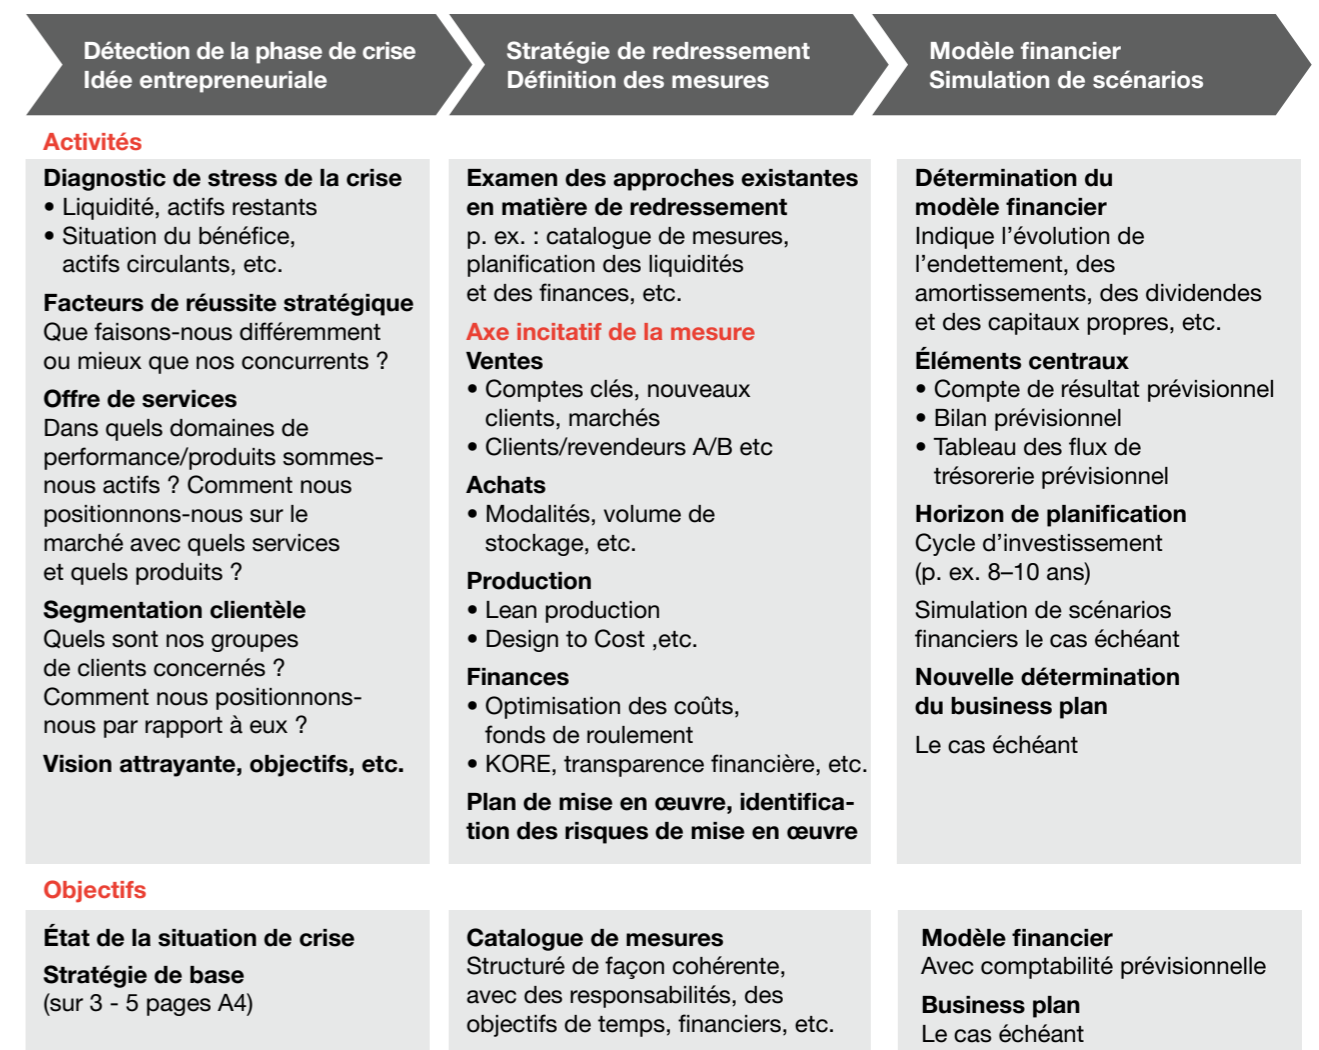 Détection de la phase de crise
Idée entrepreneuriale
Stratégie de redressement
Définition des mesures
Modèle financier
Simulation de scénarios
Activités
Diagnostic de stress de la crise
• Liquidité, actifs restants
• Situation du bénéfice,
actifs circulants, etc.
Facteurs de réussite stratégique
Que faisons-nous différemment
ou mieux que nos concurrents ?
Offre de services
Dans quels domaines de
performance/produits sommes-
nous actifs ? Comment nous
positionnons-nous sur le
marché avec quels services
et quels produits ?
Segmentation clientèle
Quels sont nos groupes
de clients concernés ?
Comment nous positionnons-
nous par rapport à eux ?
Vision attrayante, objectifs, etc.
Examen des approches existantes
en matière de redressement
p. ex. : catalogue de mesures,
planification des liquidités
et des finances, etc.
Axe incitatif de la mesure
Ventes
• Comptes clés, nouveaux
clients, marchés
• Clients/revendeurs A/B etc
Achats
• Modalités, volume de
stockage, etc.
Production
• Lean production
• Design to Cost ,etc.
Finances
• Optimisation des coûts,
fonds de roulement
• KORE, transparence financière, etc.
Plan de mise en œuvre, identifica-
tion des risques de mise en œuvre
Détermination du
modèle financier
Indique l’évolution de
l’endettement, des
amortissements, des dividendes
et des capitaux propres, etc.
Éléments centraux
• Compte de résultat prévisionnel
• Bilan prévisionnel
• Tableau des flux de
trésorerie prévisionnel
Horizon de planification
Cycle d’investissement
(p. ex. 8–10 ans)
Simulation de scénarios
financiers le cas échéant
Nouvelle détermination
du business plan
Le cas échéant
Objectifs
État de la situation de crise
Stratégie de base
(sur 3 - 5 pages A4)
Catalogue de mesures
Structuré de façon cohérente,
avec des responsabilités, des
objectifs de temps, financiers, etc.
Modèle financier
Avec comptabilité prévisionnelle
Business plan
Le cas échéant